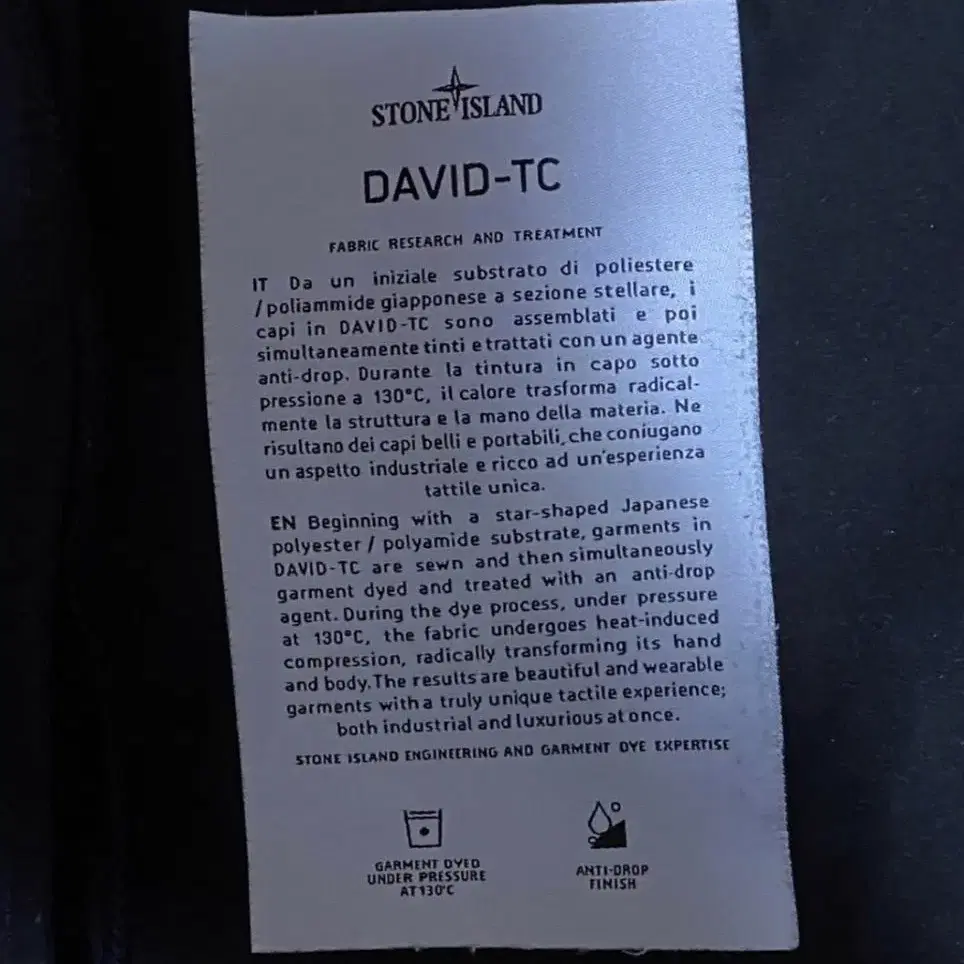 STONE ISLAND
DAVID-TC
FABRIC RESEARCH AND TREATMENT
IT Da un iniziale substrato di poliestere
/poliammide giapponese a sezione stellare, i
capi in DAVID-TC sono assemblati e poi
simultaneamente tinti e trattati con un agente
anti-drop. Durante la tintura in capo sotto
pressione a 130°C, il calore trasforma radical-
mente la struttura e la mano della materia. Ne
risultano dei capi belli e portabili, che coniugano
un aspetto industriale e ricco ad un'esperienza
tattile unica.
EN Beginning with a star-shaped Japanese
polyester / polyamide substrate, garments in
DAVID-TC are sewn and then simultaneously
garment dyed and treated with an anti-drop
agent. During the dye process, under pressure
at 130°C, the fabric undergoes heat-induced
compression, radically transforming its hand
and body. The results are beautiful and wearable
garments with a truly unique tactile experience;
both industrial and luxurious at once.
STONE ISLAND ENGINEERING AND GARMENT DYE EXPERTISE
GARMENT DYED
UNDER PRESSURE
AT 130°C
ANTI-DROP
FINISH